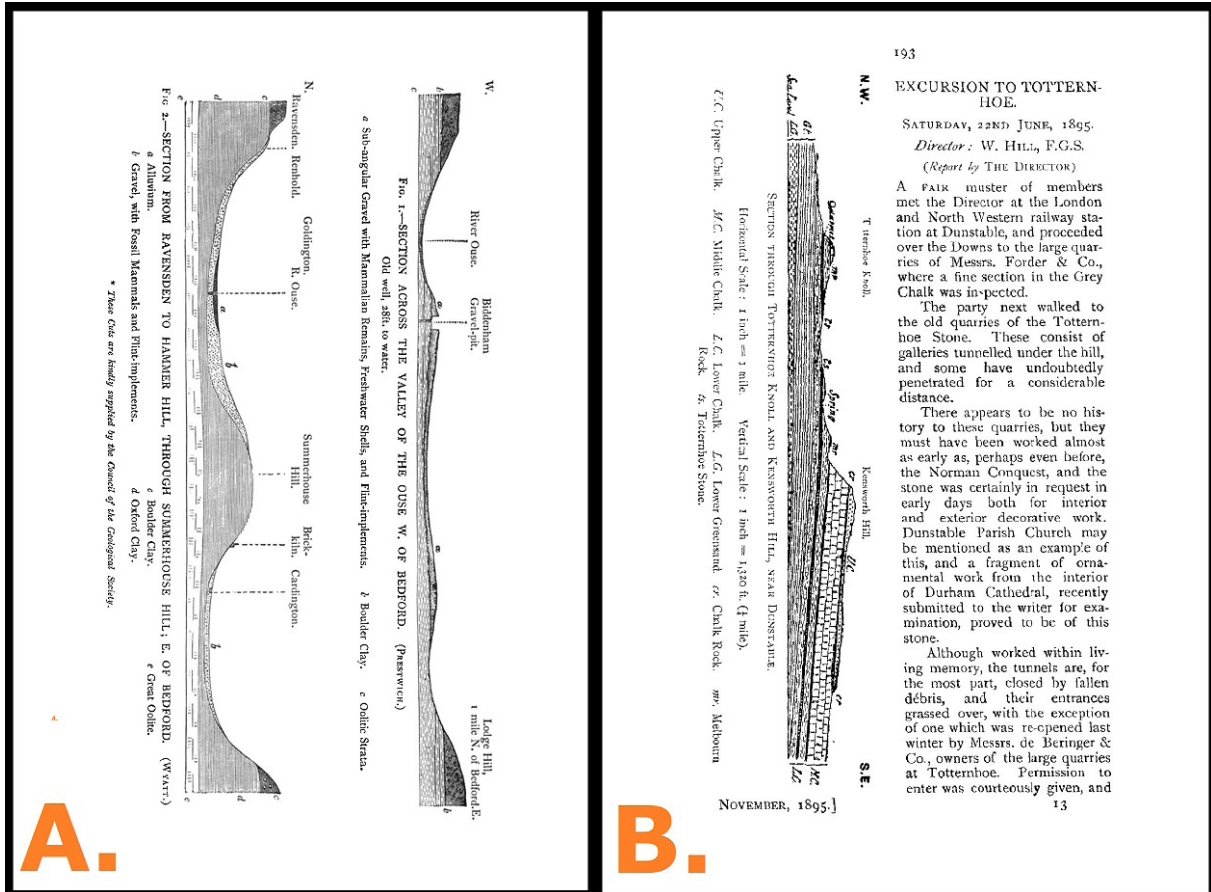 W.
River Ouse.
Biddenham
Gravel-pit.
Lodge Hill,
1 mile N. of Bedford.E.
b
c
a
a
b
FIG. 1.—SECTION ACROSS THE VALLEY OF THE OUSE W. OF BEDFORD. (PRESTWICH.)
Old well, 28ft. to water.
a Sub-angular Gravel with Mammalian Remains, Freshwater Shells, and Flint-implements. b Boulder Clay. c Oolitic Strata.
N.
Ravensden. Renhold. Goldington. R. Ouse. Summerhouse Hill. Brick-kiln. Cardington.
c
d
e
a
b
b
c
d
e
FIG 2.—SECTION FROM RAVENSDEN TO HAMMER HILL, THROUGH SUMMERHOUSE HILL; E. OF BEDFORD. (WYATT.)
a Alluvium. c Boulder Clay. e Great Oolite.
b Gravel, with Fossil Mammals and Flint-implements. d Oxford Clay.
* These Cuts are kindly supplied by the Council of the Geological Society.
A.
A.
193
EXCURSION TO TOTTERN-
HOE.
SATURDAY, 22ND JUNE, 1895.
Director: W. HILL, F.G.S.
(Report by THE DIRECTOR)
A FAIR muster of members
met the Director at the London
and North Western railway sta-
tion at Dunstable, and proceeded
over the Downs to the large quar-
ries of Messrs. Forder & Co.,
where a fine section in the Grey
Chalk was inspected.
The party next walked to
the old quarries of the Tottern-
hoe Stone. These consist of
galleries tunnelled under the hill,
and some have undoubtedly
penetrated for a considerable
distance.
There appears to be no his-
tory to these quarries, but they
must have been worked almost
as early as, perhaps even before,
the Norman Conquest, and the
stone was certainly in request in
early days both for interior
and exterior decorative work.
Dunstable Parish Church may
be mentioned as an example of
this, and a fragment of orna-
mental work from the interior
of Durham Cathedral, recently
submitted to the writer for exa-
mination, proved to be of this
stone.
Although worked within liv-
ing memory, the tunnels are, for
the most part, closed by fallen
débris, and their entrances
grassed over, with the exception
of one which was re-opened last
winter by Messrs. de Beringer &
Co., owners of the large quarries
at Totternhoe. Permission to
enter was courteously given, and
N.W. Totternhoe Knoll. Kensworth Hill. S.E.
Quarries mr ts ts Spring mr cr U.C. cr
Gt.
Sea Level L.G.
M.C.
L.C.
SECTION THROUGH TOTTERNHOE KNOLL AND KENSWORTH HILL, NEAR DUNSTABLE.
Horizontal Scale: 1 inch = 1 mile. Vertical Scale: 1 inch = 1,320 ft. (¼ mile).
U.C. Upper Chalk. M.C. Middle Chalk. L.C. Lower Chalk. L.G. Lower Greensand. cr. Chalk Rock. mr. Melbourn
Rock. ts. Totternhoe Stone.
NOVEMBER, 1895.]
13
B.